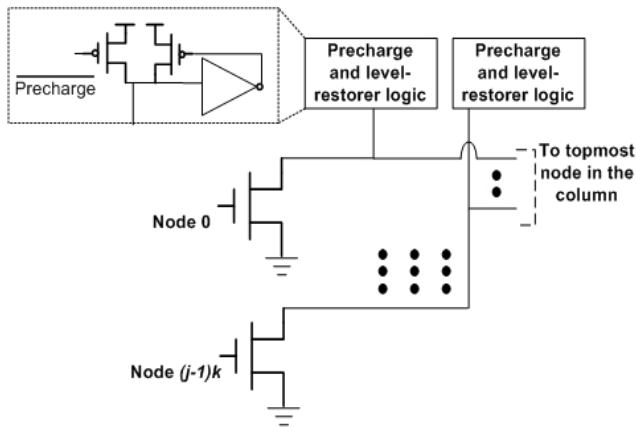 Precharge
Precharge
and level-
restorer logic
Precharge
and level-
restorer logic
To topmost
node in the
column
Node 0
Node (j-1)k